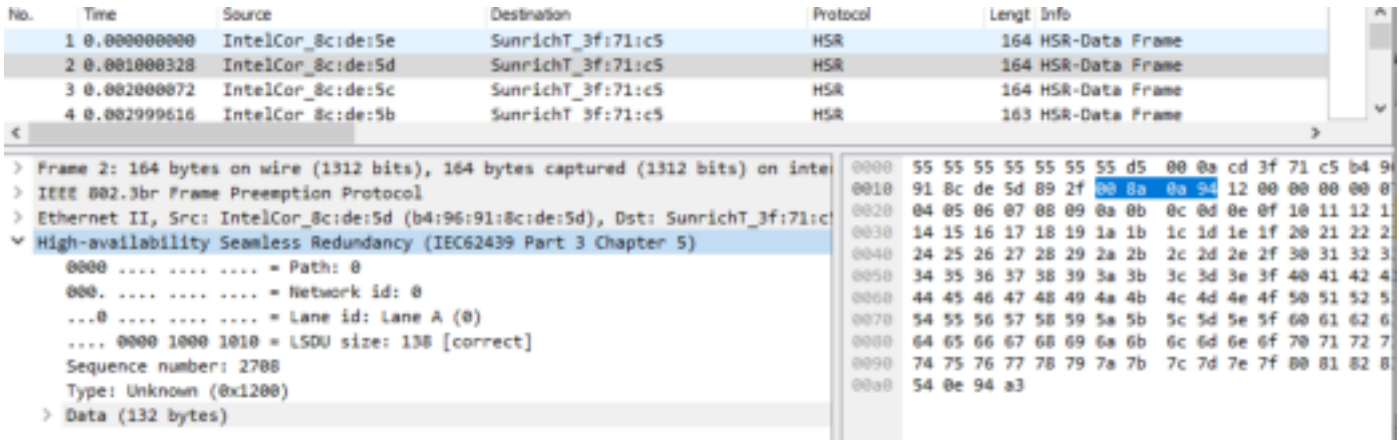 No. Time Source Destination Protocol Lengt Info
1 0.000000000 IntelCor_8c:de:5e SunrichT_3f:71:c5 HSR 164 HSR-Data Frame
2 0.001000328 IntelCor_8c:de:5d SunrichT_3f:71:c5 HSR 164 HSR-Data Frame
3 0.002000072 IntelCor_8c:de:5c SunrichT_3f:71:c5 HSR 164 HSR-Data Frame
4 0.002999616 IntelCor_8c:de:5b SunrichT_3f:71:c5 HSR 163 HSR-Data Frame
Frame 2: 164 bytes on wire (1312 bits), 164 bytes captured (1312 bits) on inte
IEEE 802.3br Frame Preemption Protocol
Ethernet II, Src: IntelCor_8c:de:5d (b4:96:91:8c:de:5d), Dst: SunrichT_3f:71:c
High-availability Seamless Redundancy (IEC62439 Part 3 Chapter 5)
0000 .... .... .... = Path: 0
000. .... .... .... = Network id: 0
...0 .... .... .... = Lane id: Lane A (0)
.... 0000 1000 1010 = LSDU size: 138 [correct]
Sequence number: 2708
Type: Unknown (0x1200)
Data (132 bytes)
0000 55 55 55 55 55 55 55 d5 00 0a cd 3f 71 c5 b4
0010 91 8c de 5d 89 2f 00 8a 0a 94 12 00 00 00 00
0020 04 05 06 07 08 09 0a 0b 0c 0d 0e 0f 10 11 12
0030 14 15 16 17 18 19 1a 1b 1c 1d 1e 1f 20 21 22
0040 24 25 26 27 28 29 2a 2b 2c 2d 2e 2f 30 31 32
0050 34 35 36 37 38 39 3a 3b 3c 3d 3e 3f 40 41 42
0060 44 45 46 47 48 49 4a 4b 4c 4d 4e 4f 50 51 52
0070 54 55 56 57 58 59 5a 5b 5c 5d 5e 5f 60 61 62
0080 64 65 66 67 68 69 6a 6b 6c 6d 6e 6f 70 71 72
0090 74 75 76 77 78 79 7a 7b 7c 7d 7e 7f 80 81 82
00a0 54 0e 94 a3